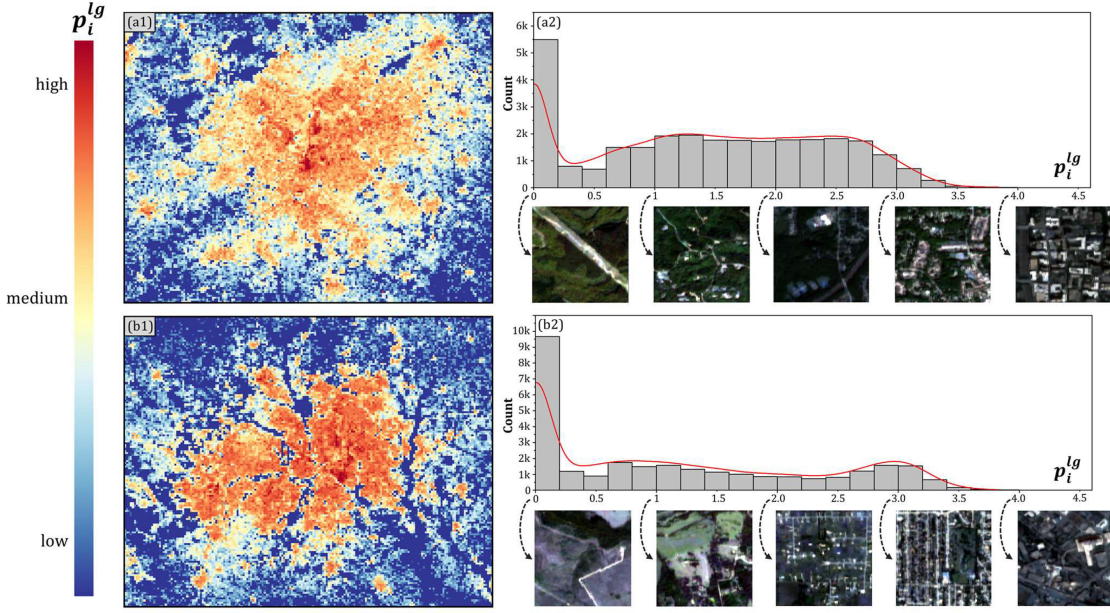 p_i^{lg}
high
medium
low
(a1)
(a2)
Count
6k
5k
4k
3k
2k
1k
0
0 0.5 1 1.5 2.0 2.5 3.0 3.5 4.0 4.5
p_i^{lg}
(b1)
(b2)
Count
10k
9k
8k
7k
6k
5k
4k
3k
2k
1k
0
0 0.5 1.0 1.5 2.0 2.5 3.0 3.5 4.0 4.5
p_i^{lg}